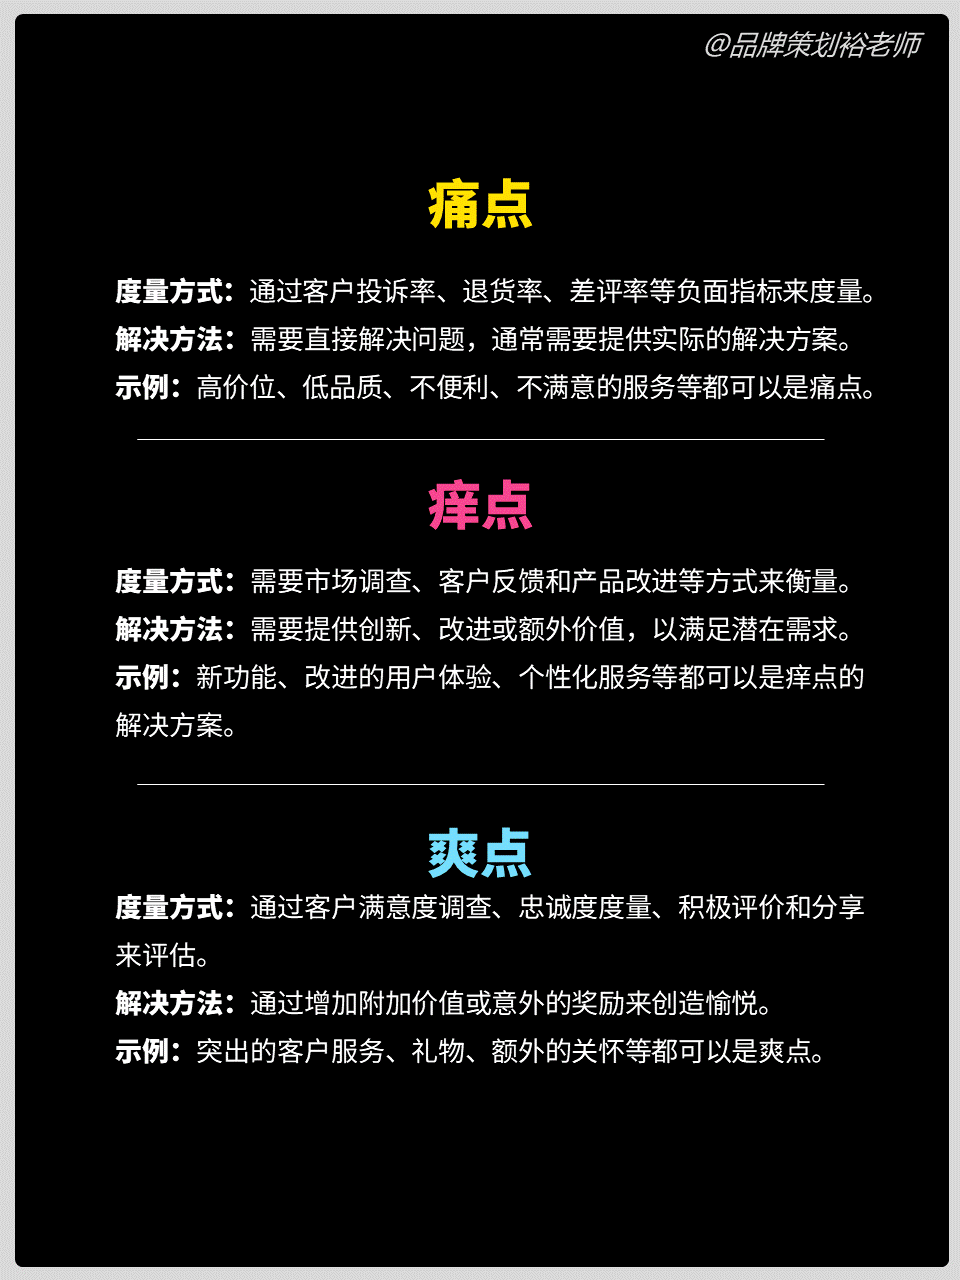 @品牌策划裕老师
痛点
度量方式：通过客户投诉率、退货率、差评率等负面指标来度量。
解决方法：需要直接解决问题，通常需要提供实际的解决方案。
示例：高价位、低品质、不便利、不满意的服务等都可以是痛点。
痒点
度量方式：需要市场调查、客户反馈和产品改进等方式来衡量。
解决方法：需要提供创新、改进或额外价值，以满足潜在需求。
示例：新功能、改进的用户体验、个性化服务等都可以是痒点的
解决方案。
爽点
度量方式：通过客户满意度调查、忠诚度度量、积极评价和分享
来评估。
解决方法：通过增加附加价值或意外的奖励来创造愉悦。
示例：突出的客户服务、礼物、额外的关怀等都可以是爽点。